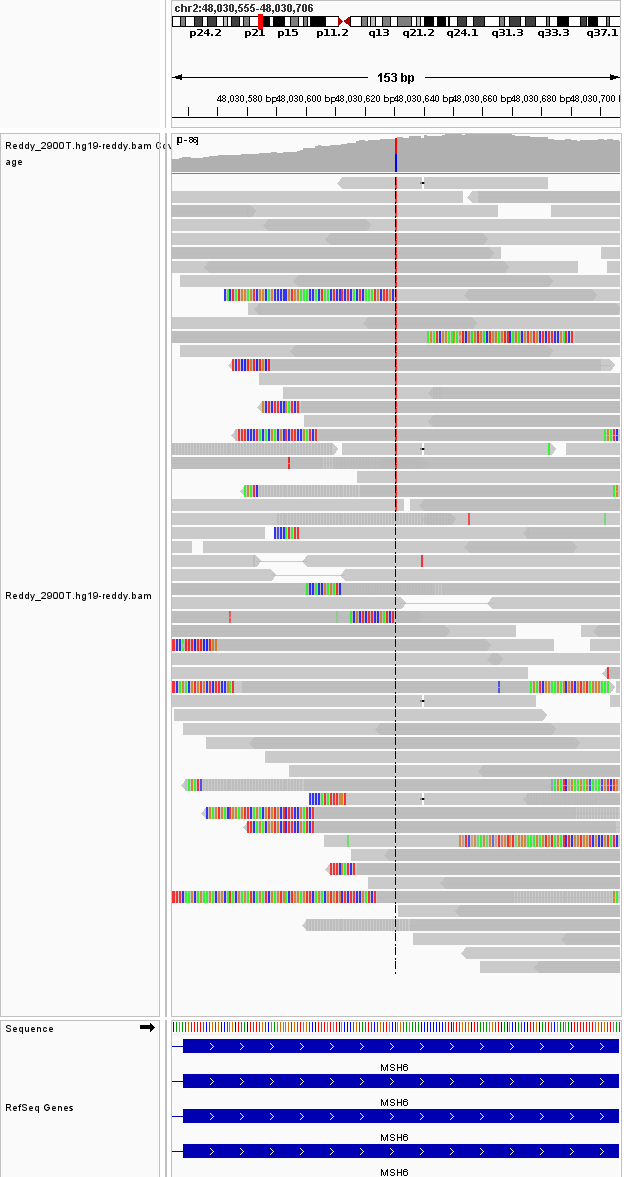 chr2:48,030,555-48,030,706
p24.2 p21 p15 p11.2 q13 q21.2 q24.1 q31.3 q33.3 q37.1
153 bp
48,030,580 bp 48,030,600 bp 48,030,620 bp 48,030,640 bp 48,030,660 bp 48,030,680 bp 48,030,700 b
[0-86]
Reddy_2900T.hg19-reddy.bam Cov
age
Reddy_2900T.hg19-reddy.bam
Sequence
MSH6
MSH6
RefSeq Genes
MSH6
MSH6